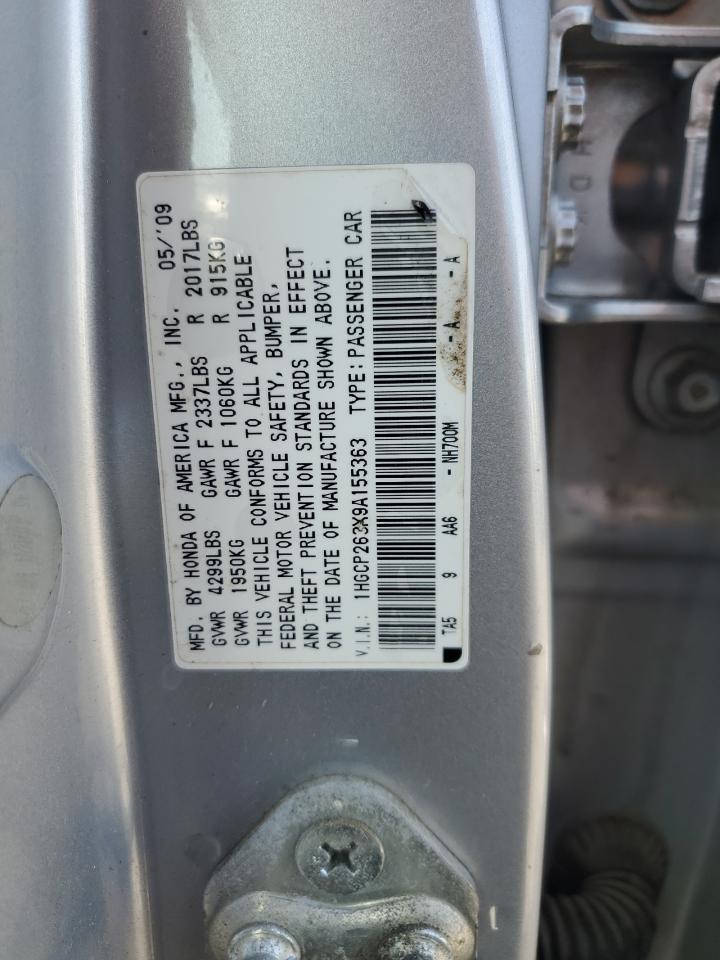 MFD. BY HONDA OF AMERICA MFG., INC. 05/'09
GVWR 4299LBS GAWR F 2337LBS R 2017LBS
GVWR 1950KG GAWR F 1060KG R 915KG
THIS VEHICLE CONFORMS TO ALL APPLICABLE
FEDERAL MOTOR VEHICLE SAFETY, BUMPER,
AND THEFT PREVENTION STANDARDS IN EFFECT
ON THE DATE OF MANUFACTURE SHOWN ABOVE.
V.I.N.: 1HGCP263X9A155363 TYPE: PASSENGER CAR
TA5 9 AA6 - NH700M - A - A